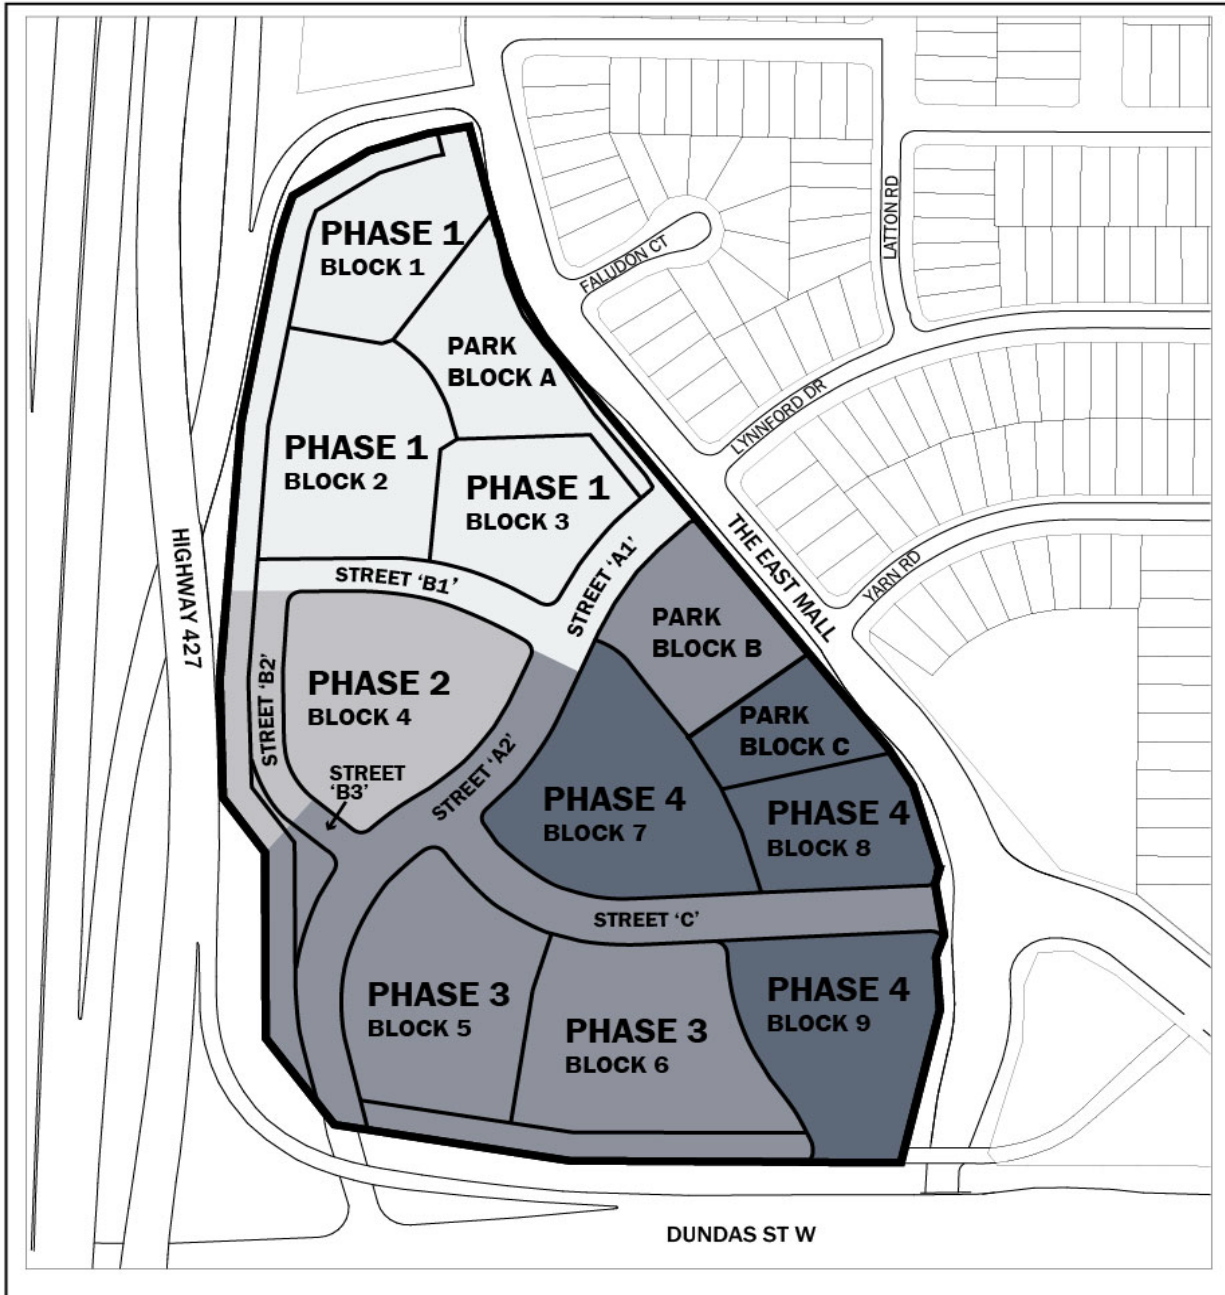 LATTON RD
FALUDON CT
PHASE 1
BLOCK 1
PARK
BLOCK A
LYNNFORD DR
PHASE 1
BLOCK 2
PHASE 1
BLOCK 3
THE EAST MALL
YARN RD
HIGHWAY 427
STREET 'B1'
STREET 'A1'
PARK
BLOCK B
STREET 'B2'
PHASE 2
BLOCK 4
STREET
'B3'
STREET 'A2'
PARK
BLOCK C
PHASE 4
BLOCK 7
PHASE 4
BLOCK 8
STREET 'C'
PHASE 3
BLOCK 5
PHASE 3
BLOCK 6
PHASE 4
BLOCK 9
DUNDAS ST W